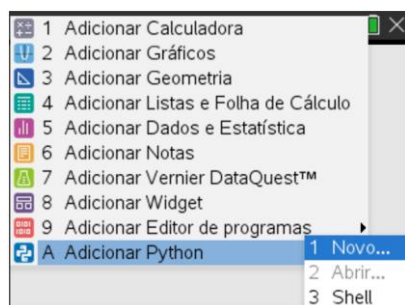 1 Adicionar Calculadora
2 Adicionar Gráficos
3 Adicionar Geometria
4 Adicionar Listas e Folha de Cálculo
5 Adicionar Dados e Estatística
6 Adicionar Notas
7 Adicionar Vernier DataQuest™
8 Adicionar Widget
9 Adicionar Editor de programas
A Adicionar Python
1 Novo...
2 Abrir...
3 Shell